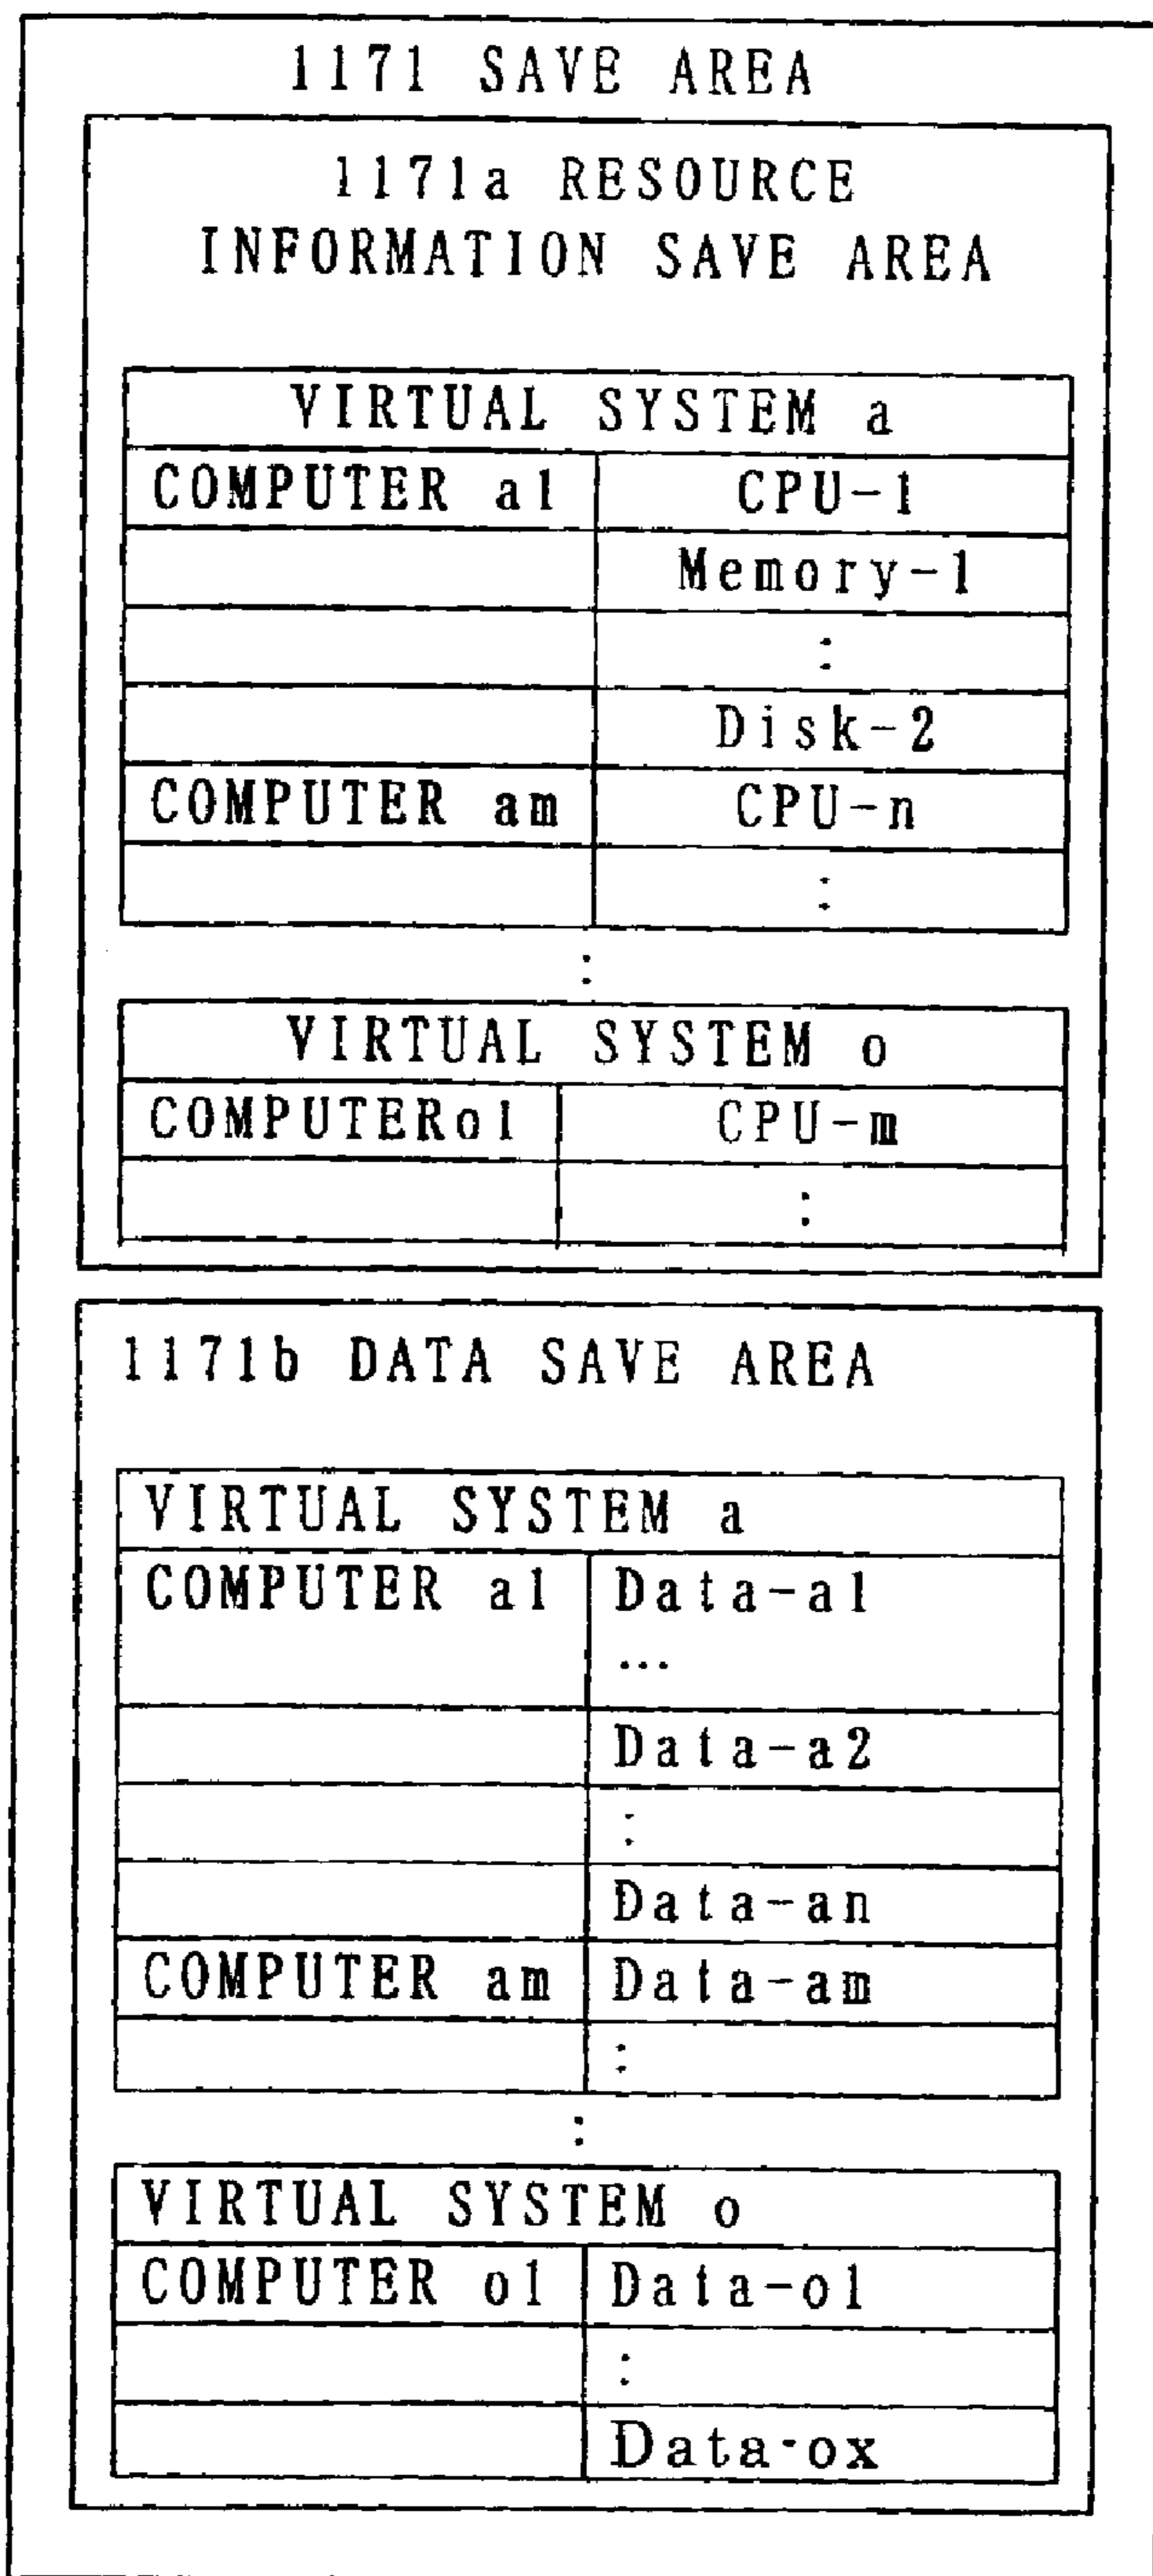 1171 SAVE AREA
1171a RESOURCE
INFORMATION SAVE AREA
VIRTUAL SYSTEM a
COMPUTER a1 CPU-1
Memory-1
:
Disk-2
COMPUTER am CPU-n
:
:
VIRTUAL SYSTEM o
COMPUTERo1 CPU-m
:
1171b DATA SAVE AREA
VIRTUAL SYSTEM a
COMPUTER a1 Data-a1
...
Data-a2
:
Data-an
COMPUTER am Data-am
:
:
VIRTUAL SYSTEM o
COMPUTER o1 Data-o1
:
Data-ox